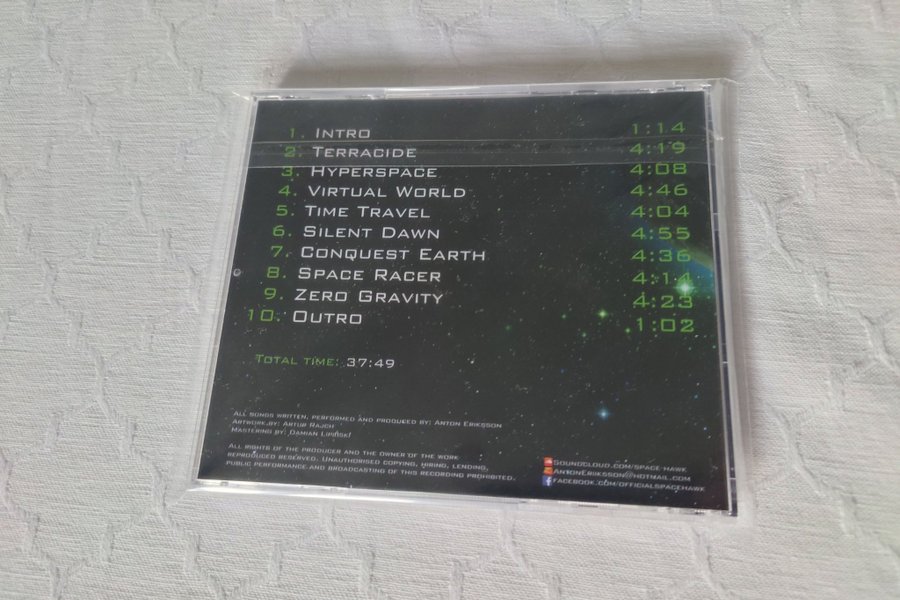 1. Intro 1:14
2. Terracide 4:19
3. Hyperspace 4:08
4. Virtual World 4:46
5. Time Travel 4:04
6. Silent Dawn 4:55
7. Conquest Earth 4:36
8. Space Racer 4:14
9. Zero Gravity 4:23
10. Outro 1:02
Total time: 37:49
All songs written, performed and produced by: Anton Eriksson
Artwork by: Artur Rajch
Mastering by: Damian Lipiński
All rights of the producer and the owner of the work
reproduced reserved. Unauthorised copying, hiring, lending,
public performance and broadcasting of this recording prohibited.
soundcloud.com/space-hawk
AntonEriiksson@hotmail.com
facebook.com/officialspacehawk